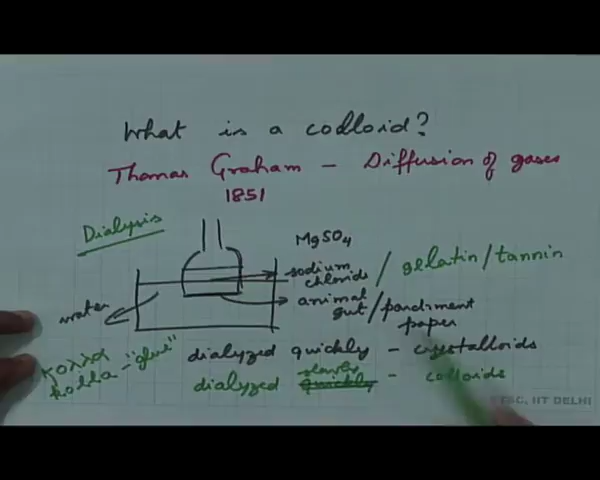 What is a colloid?
Thomas Graham - Diffusion of gases
1851
Dialysis
MgSO4
sodium chloride / gelatin/tannin
water
animal gut / parchment paper
κολλα
kolla - "glue"
dialyzed quickly - crystalloids
dialyzed slowly quickly - colloids
ETSC, IIT DELHI